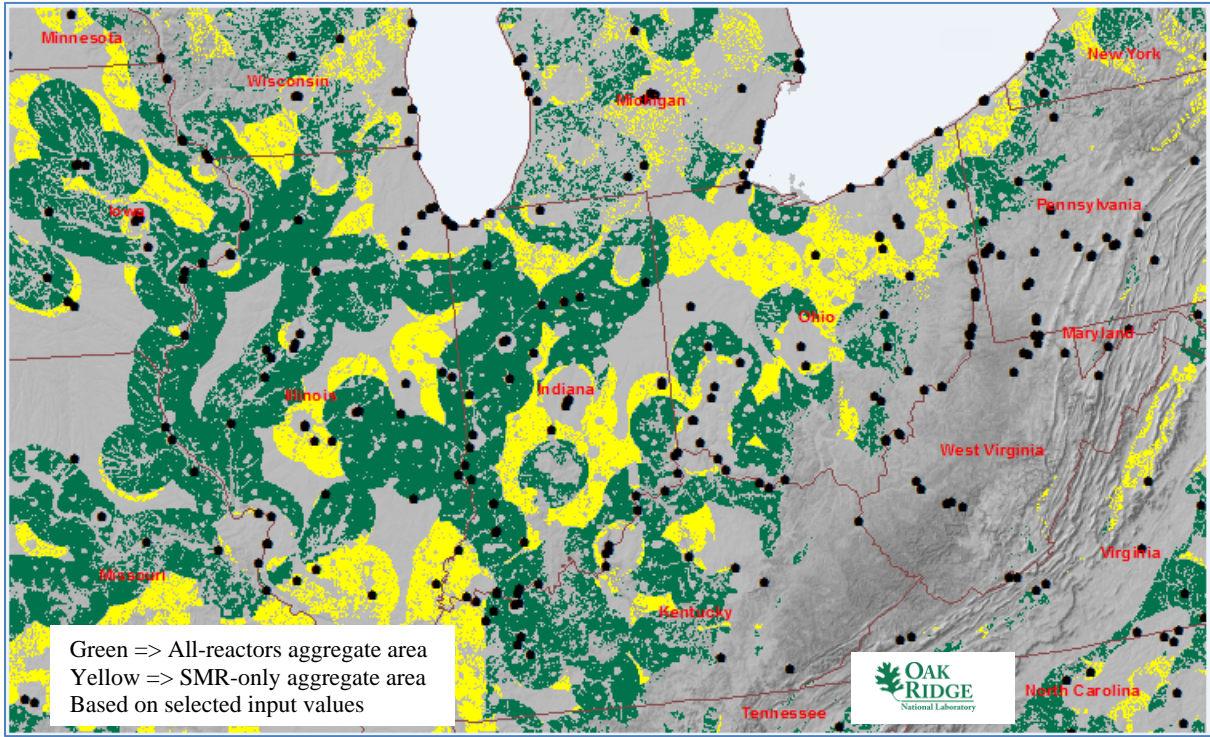 Minnesota
Wisconsin
Michigan
New York
Iowa
Pennsylvania
Ohio
Maryland
Illinois
Indiana
West Virginia
Virginia
Missouri
Kentucky
North Carolina
Tennessee
Green => All-reactors aggregate area
Yellow => SMR-only aggregate area
Based on selected input values
OAK
RIDGE
National Laboratory